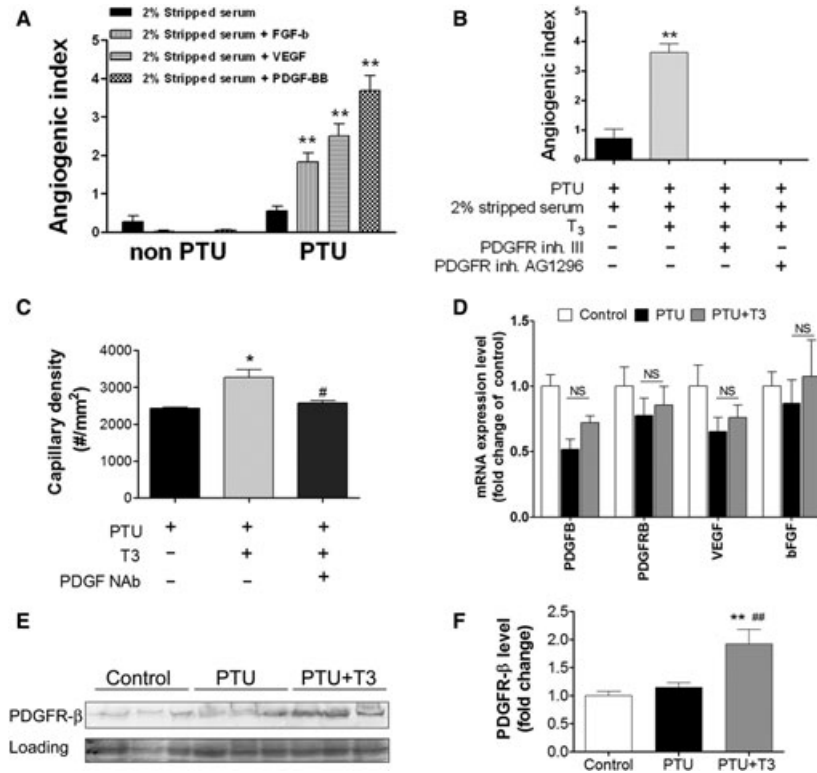 A
2% Stripped serum
2% Stripped serum + FGF-b
2% Stripped serum + VEGF
2% Stripped serum + PDGF-BB
Angiogenic index
5
4
3
2
1
0
**
**
**
non PTU
PTU
B
Angiogenic index
5
4
3
2
1
0
**
PTU + + + +
2% stripped serum + + + +
T3 – + + +
PDGFR inh. III – – + –
PDGFR inh. AG1296 – – – +
C
Capillary density
(#/mm2)
4000
3000
2000
1000
0
*
#
PTU + + +
T3 – + +
PDGF NAb – – +
D
Control PTU PTU+T3
mRNA expression level
(fold change of control)
1.5
1.0
0.5
0.0
NS
NS
NS
NS
PDGFB
PDGFRB
VEGF
bFGF
E
Control PTU PTU+T3
PDGFR-β
Loading
F
PDGFR-β level
(fold change)
2.5
2.0
1.5
1.0
0.5
0.0
** ##
Control PTU PTU+T3